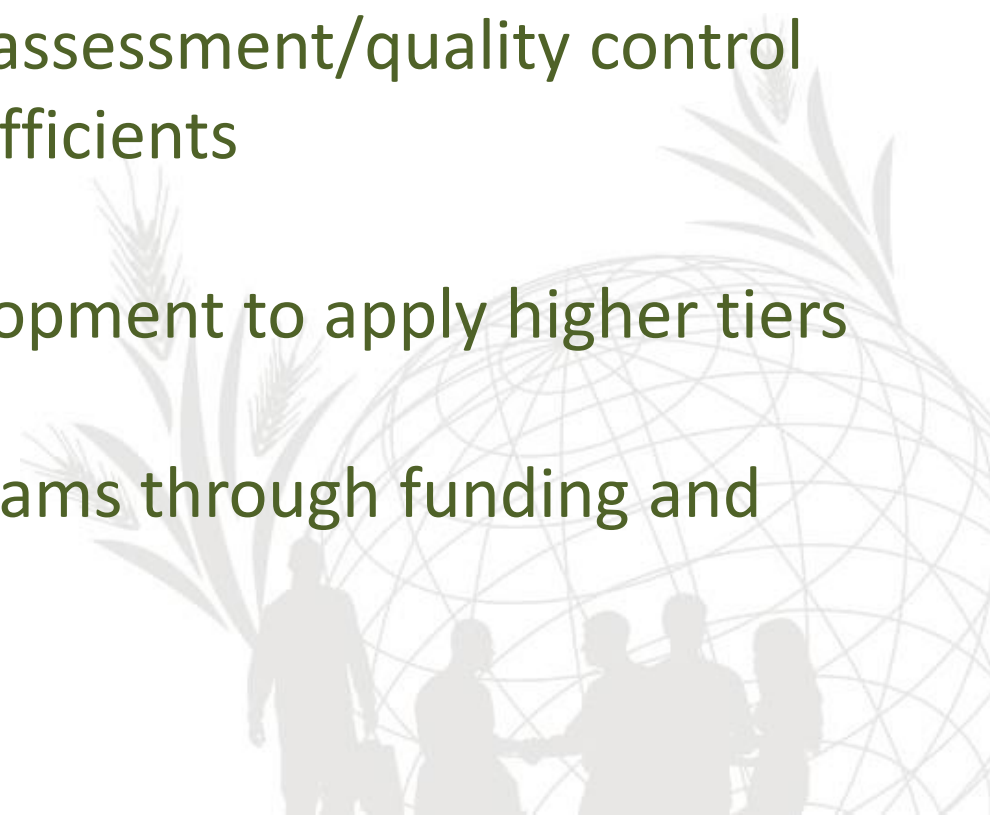 assessment/quality control
fficients
opment to apply higher tiers
ams through funding and